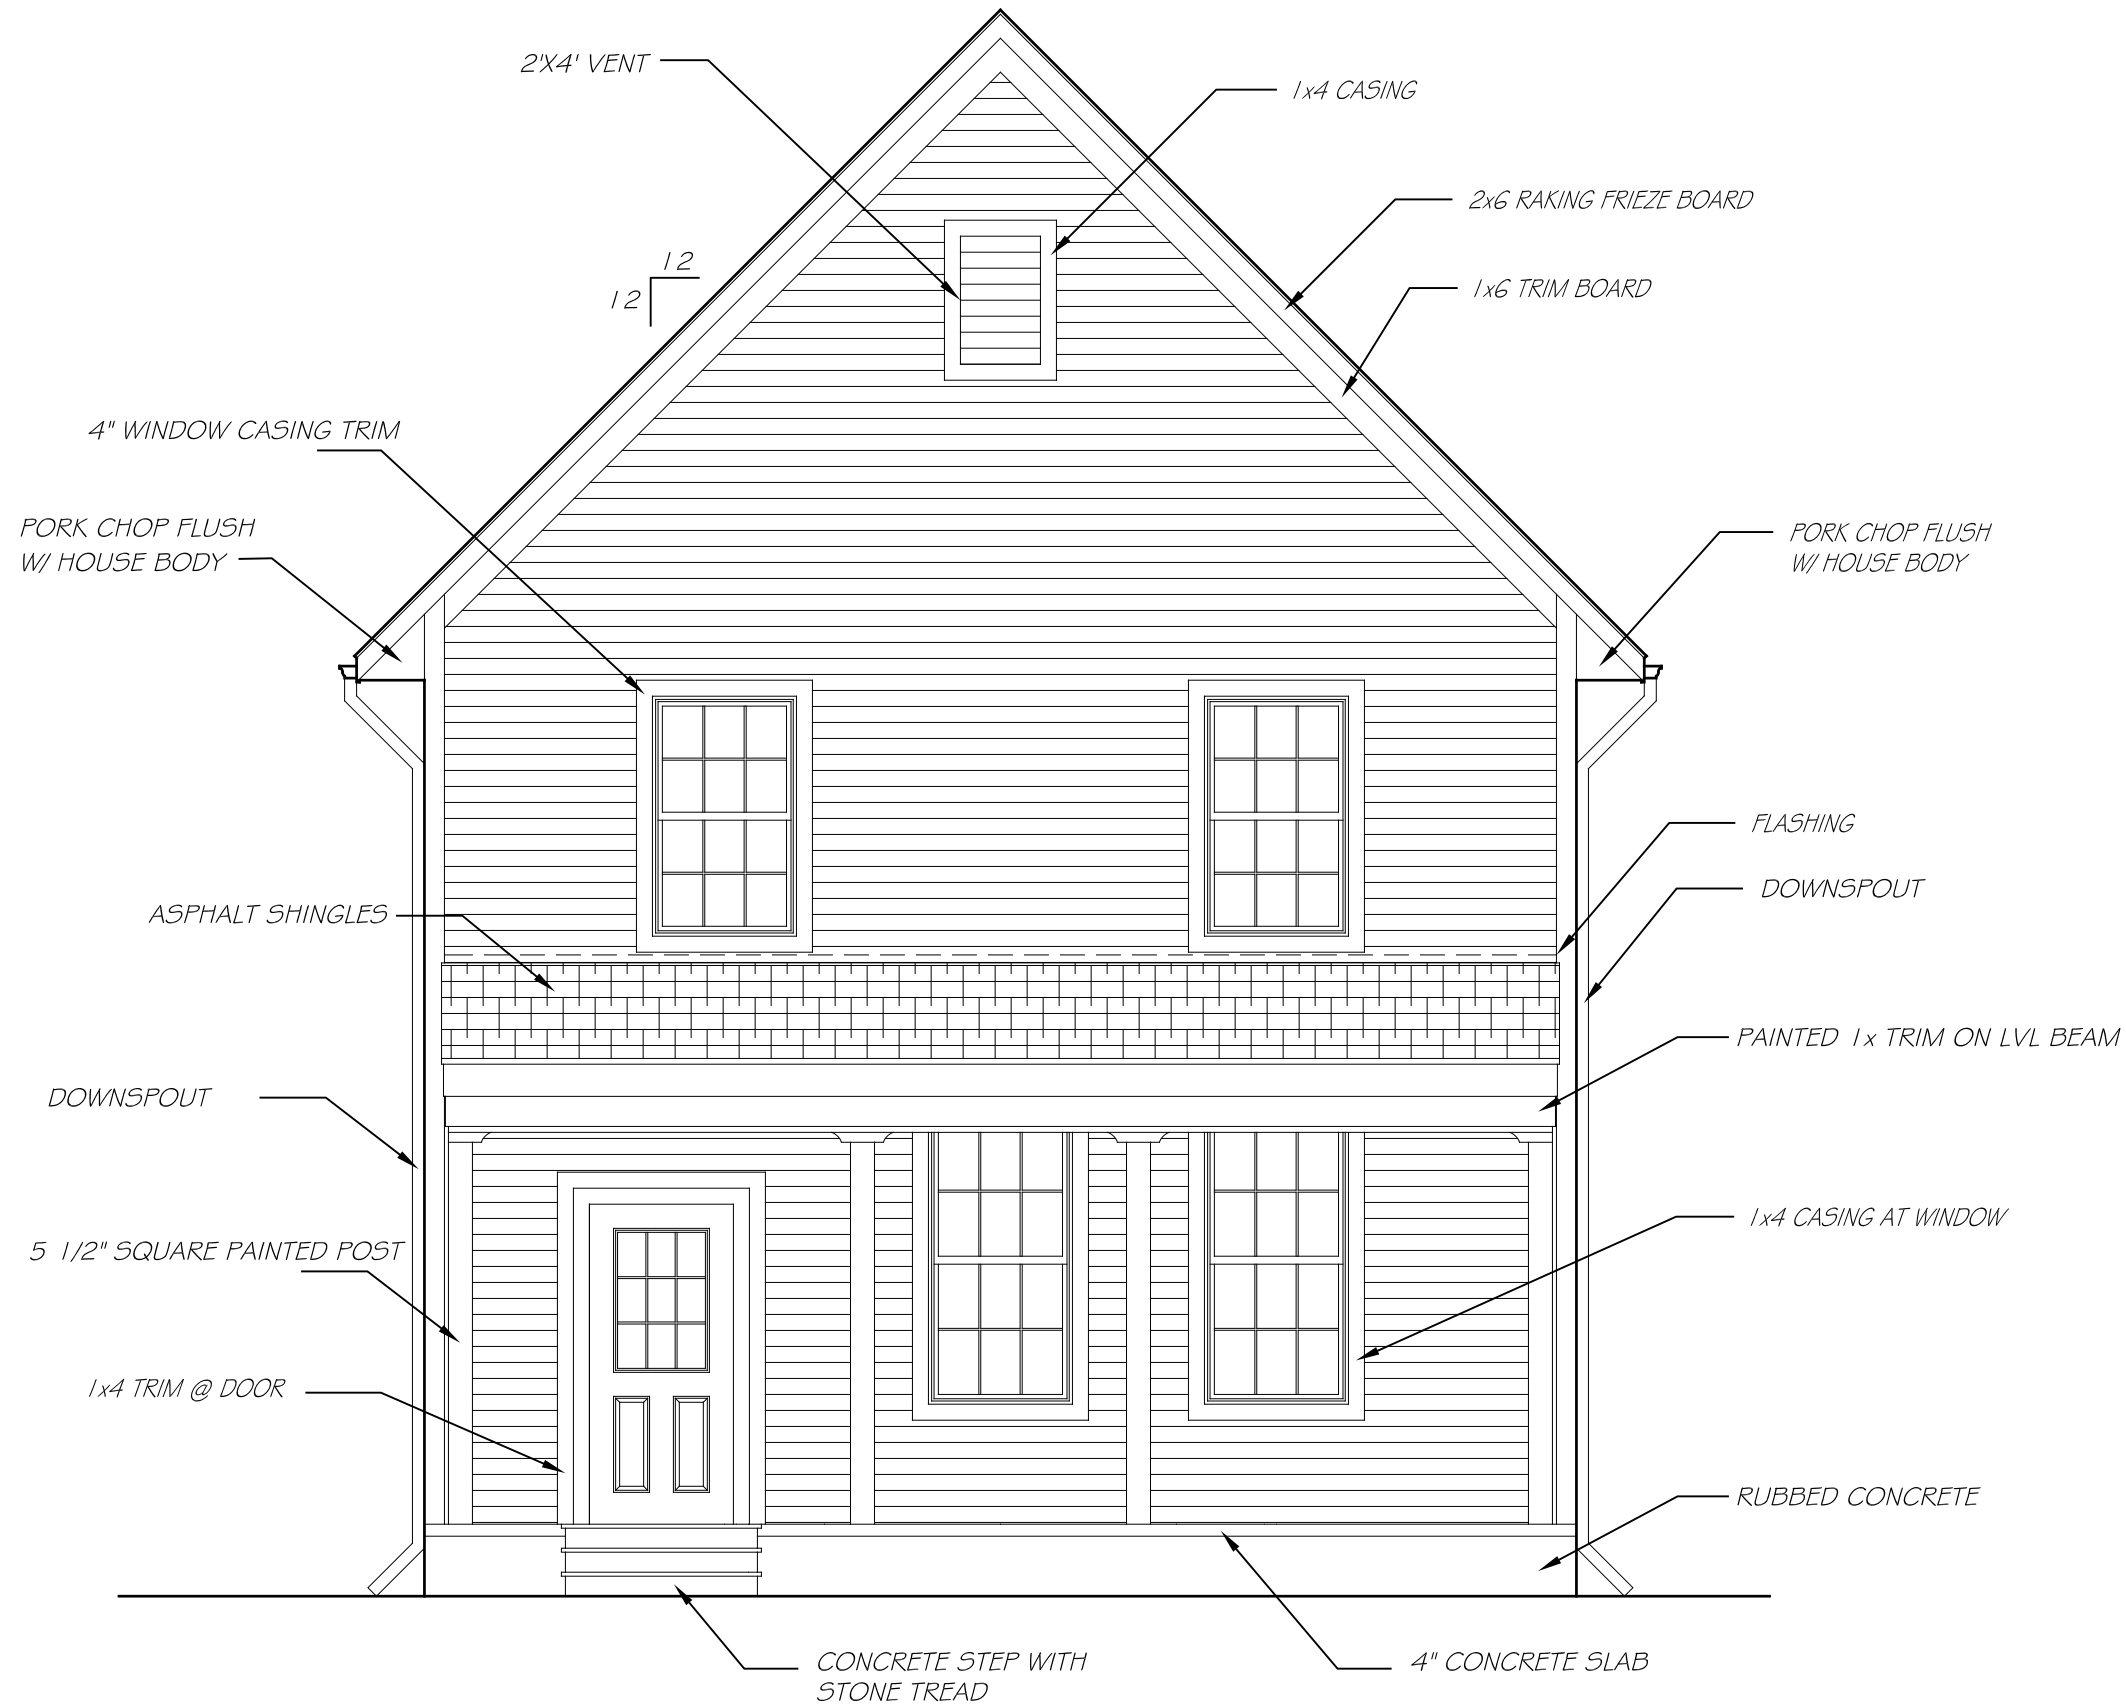 2'X4' VENT
1x4 CASING
2x6 RAKING FRIEZE BOARD
12
12
1x6 TRIM BOARD
4" WINDOW CASING TRIM
PORK CHOP FLUSH
W/ HOUSE BODY
PORK CHOP FLUSH
W/ HOUSE BODY
FLASHING
DOWNSPOUT
ASPHALT SHINGLES
PAINTED 1x TRIM ON LVL BEAM
DOWNSPOUT
1x4 CASING AT WINDOW
5 1/2" SQUARE PAINTED POST
1x4 TRIM @ DOOR
RUBBED CONCRETE
CONCRETE STEP WITH
STONE TREAD
4" CONCRETE SLAB